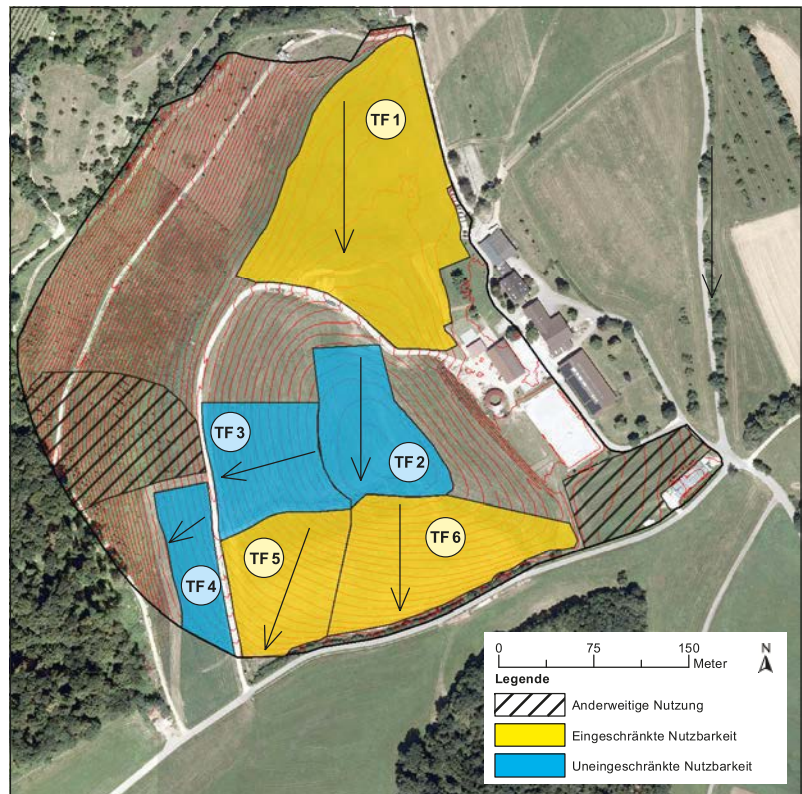 TF 1
TF 3
TF 2
TF 6
TF 5
TF 4
0 75 150
Meter
N
Legende
Anderweitige Nutzung
Eingeschränkte Nutzbarkeit
Uneingeschränkte Nutzbarkeit